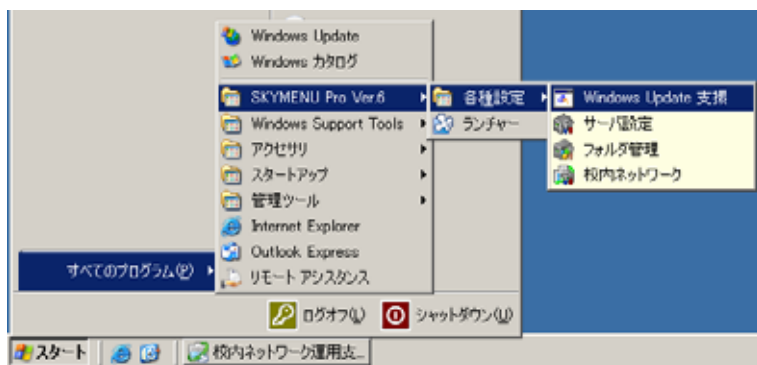 Windows Update
Windows カタログ
SKYMENU Pro Ver.6
Windows Support Tools
アクセサリ
スタートアップ
管理ツール
Internet Explorer
Outlook Express
リモート アシスタンス
各種設定
ランチャー
Windows Update 支援
サーバ設定
フォルダ管理
校内ネットワーク
すべてのプログラム(P)
ログオフ(L)
シャットダウン(U)
スタート
校内ネットワーク運用支...